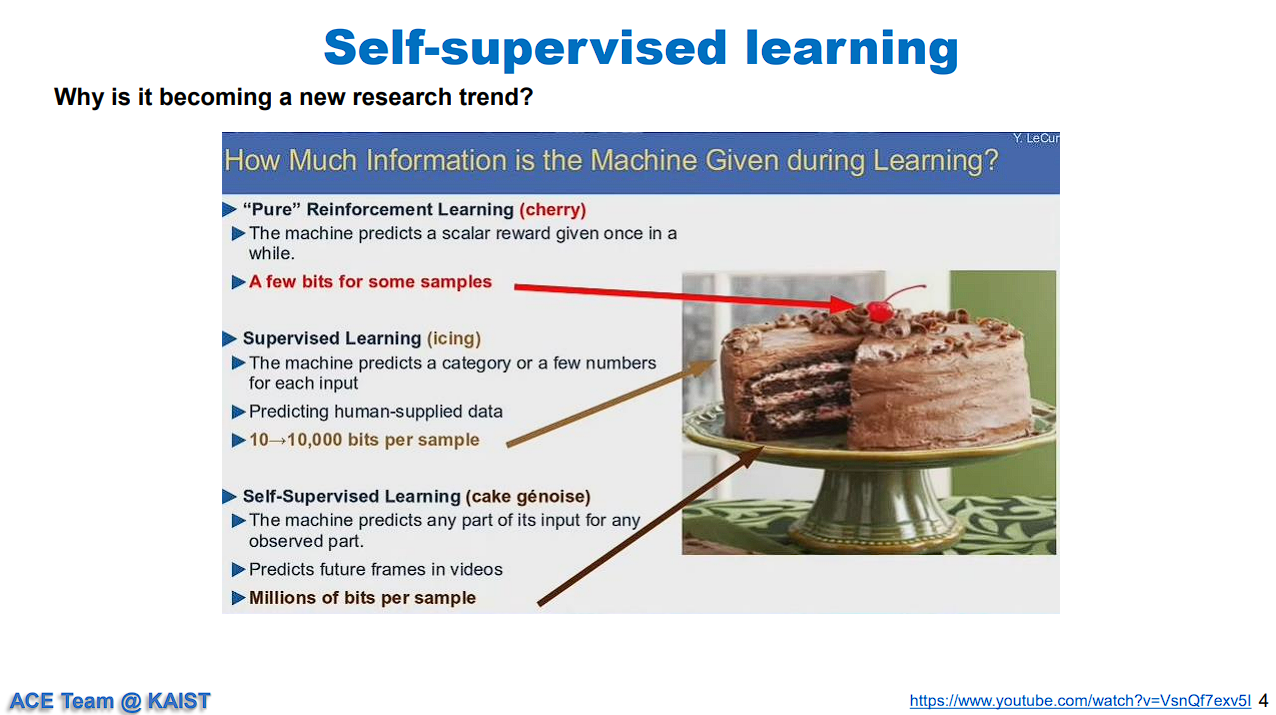 Self-supervised learning
Why is it becoming a new research trend?
Y. LeCun
How Much Information is the Machine Given during Learning?
“Pure” Reinforcement Learning (cherry)
The machine predicts a scalar reward given once in a
while.
A few bits for some samples
Supervised Learning (icing)
The machine predicts a category or a few numbers
for each input
Predicting human-supplied data
10→10,000 bits per sample
Self-Supervised Learning (cake génoise)
The machine predicts any part of its input for any
observed part.
Predicts future frames in videos
Millions of bits per sample
ACE Team @ KAIST
https://www.youtube.com/watch?v=VsnQf7exv5I 4